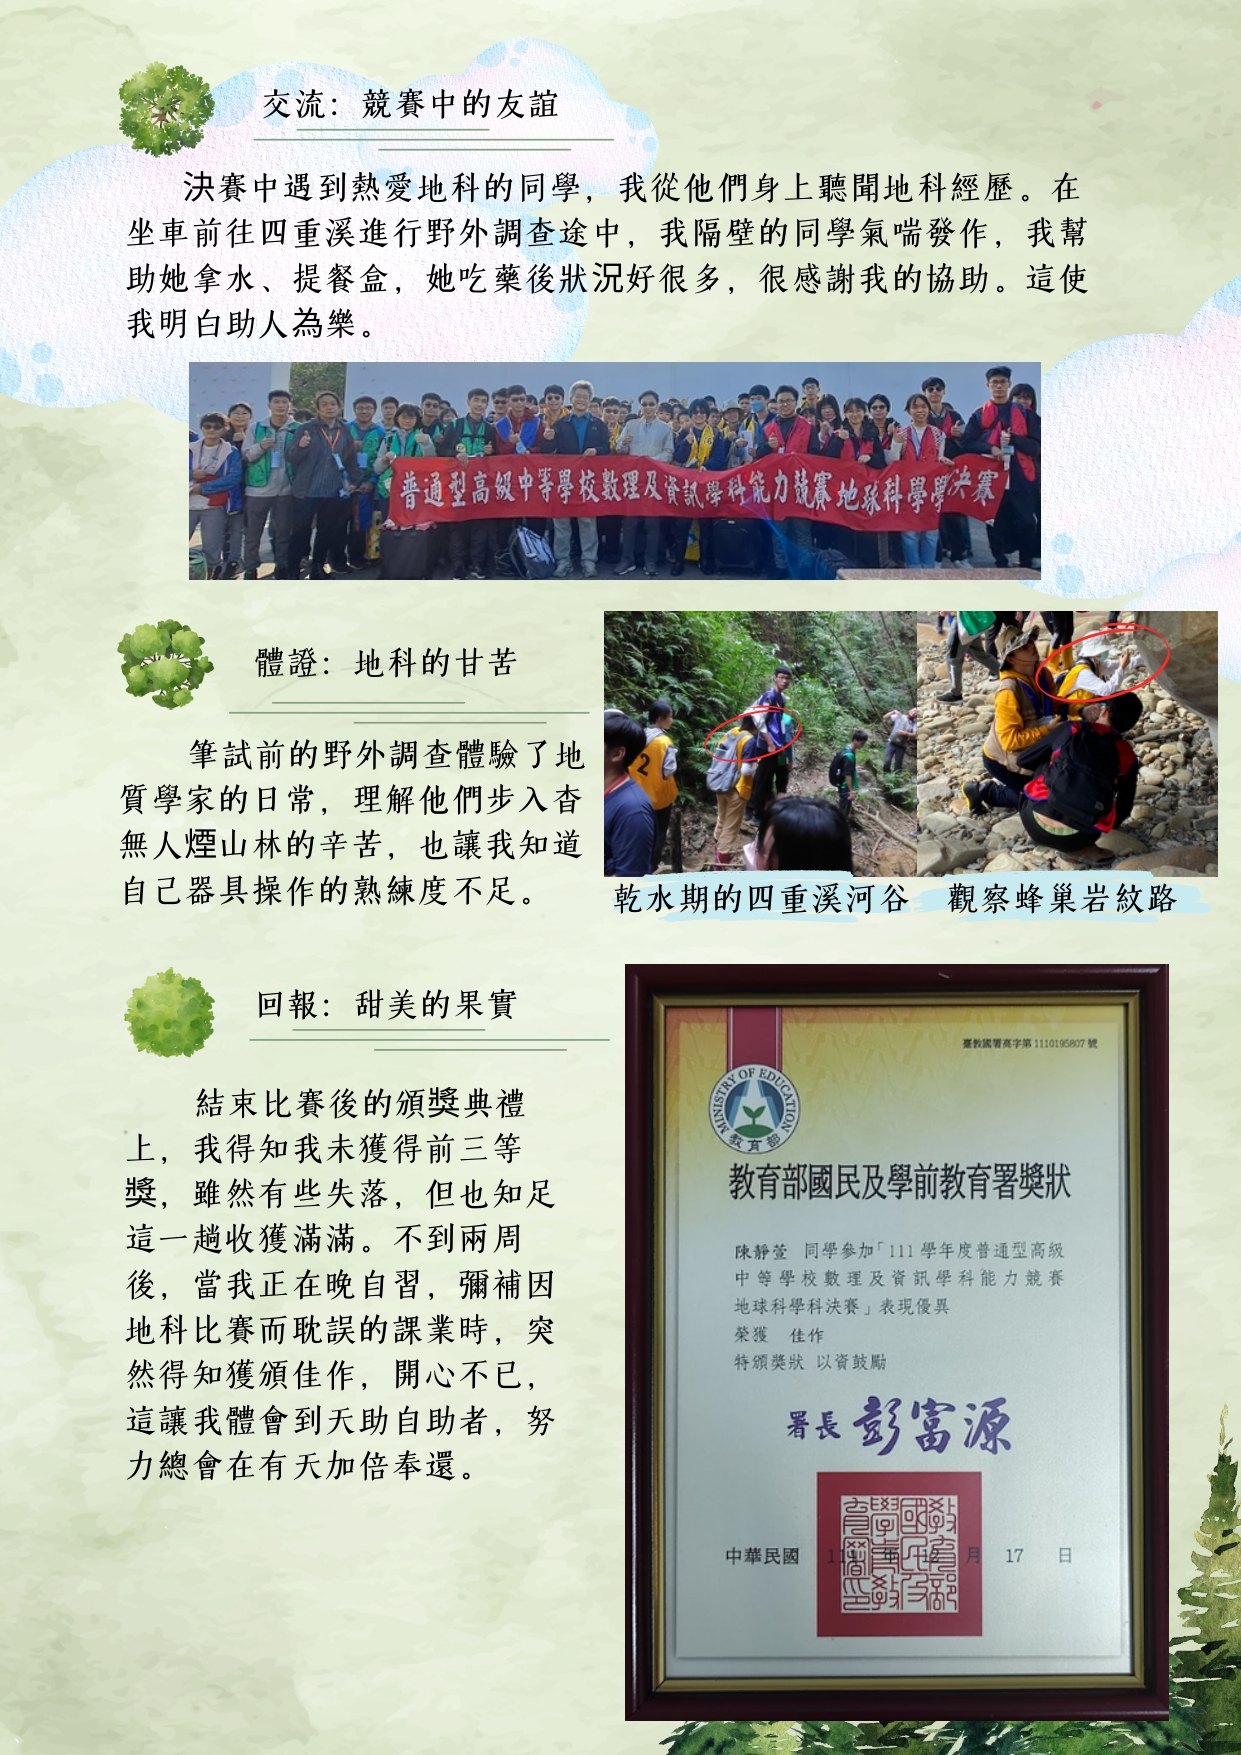 交流：競賽中的友誼
決賽中遇到熱愛地科的同學，我從他們身上聽聞地科經歷。在
坐車前往四重溪進行野外調查途中，我隔壁的同學氣喘發作，我幫
助她拿水、提餐盒，她吃藥後狀況好很多，很感謝我的協助。這使
我明白助人為樂。
普通型高級中等學校數理及資訊學科能力競賽地球科學學決賽
體證：地科的甘苦
筆試前的野外調查體驗了地
質學家的日常，理解他們步入杳
無人煙山林的辛苦，也讓我知道
自己器具操作的熟練度不足。
2
乾水期的四重溪河谷
觀察蜂巢岩紋路
回報：甜美的果實
結束比賽後的頒獎典禮
上，我得知我未獲得前三等
獎，雖然有些失落，但也知足
這一趟收獲滿滿。不到兩周
後，當我正在晚自習，彌補因
地科比賽而耽誤的課業時，突
然得知獲頒佳作，開心不已，
這讓我體會到天助自助者，努
力總會在有天加倍奉還。
臺教國署高字第1110195807號
MINISTRY OF EDUCATION
教育部
教育部國民及學前教育署獎狀
陳靜萱 同學參加「111學年度普通型高級
中等學校數理及資訊學科能力競賽
地球科學科決賽」表現優異
榮獲 佳作
特頒獎狀 以資鼓勵
署長 彭富源
中華民國 111 年 12 月 17 日